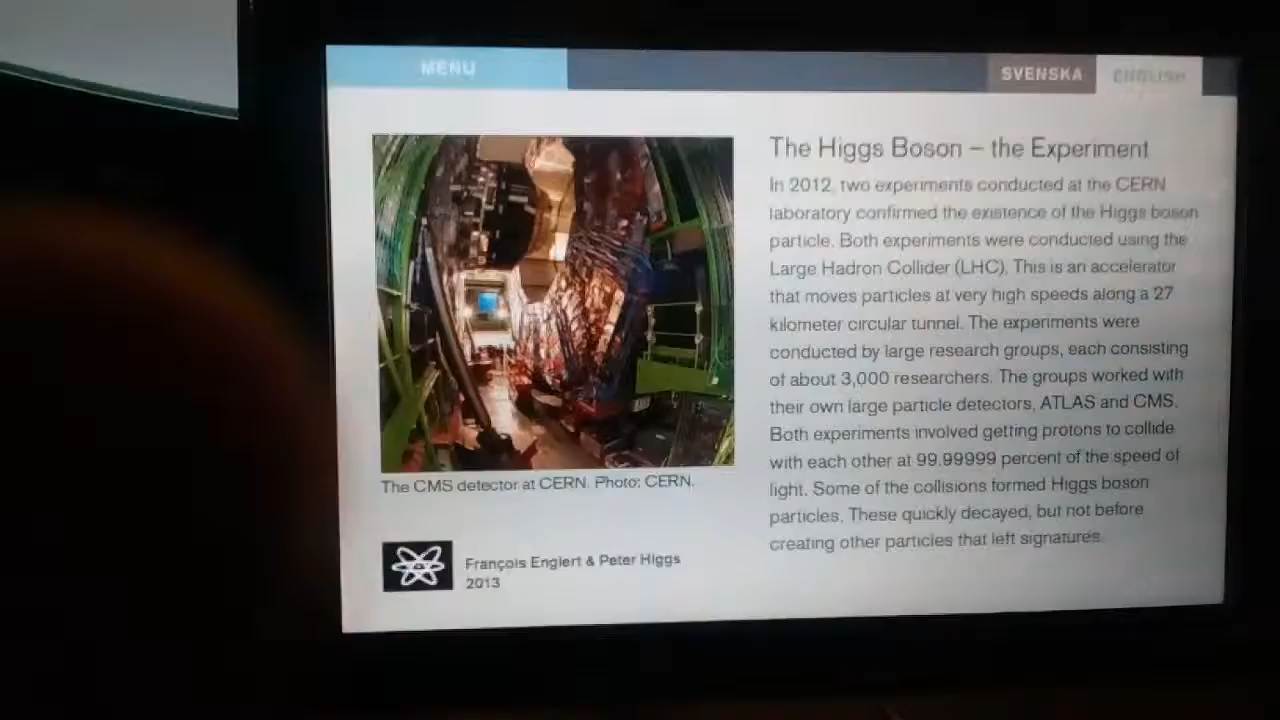 MENU
SVENSKA
ENGLISH
The Higgs Boson – the Experiment
In 2012, two experiments conducted at the CERN
laboratory confirmed the existence of the Higgs boson
particle. Both experiments were conducted using the
Large Hadron Collider (LHC). This is an accelerator
that moves particles at very high speeds along a 27
kilometer circular tunnel. The experiments were
conducted by large research groups, each consisting
of about 3,000 researchers. The groups worked with
their own large particle detectors, ATLAS and CMS.
Both experiments involved getting protons to collide
with each other at 99.99999 percent of the speed of
light. Some of the collisions formed Higgs boson
particles. These quickly decayed, but not before
creating other particles that left signatures.
The CMS detector at CERN. Photo: CERN.
François Englert & Peter Higgs
2013